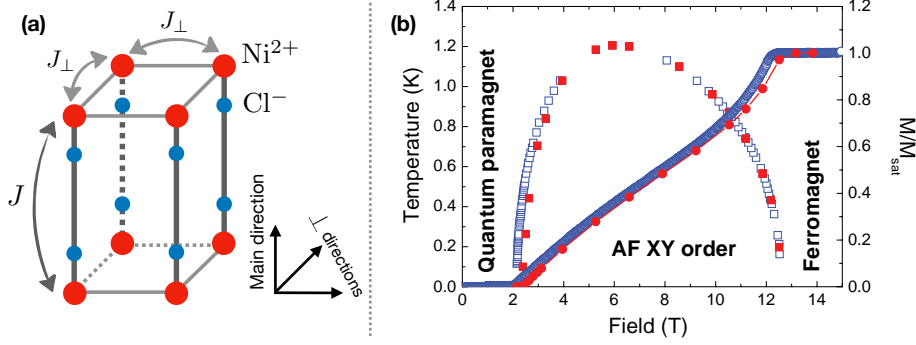 (a)
J⊥
J⊥
Ni²⁺
Cl⁻
J
Main direction
⊥ directions
(b)
Temperature (K)
1.4
1.2
1.0
0.8
0.6
0.4
0.2
0.0
Quantum paramagnet
AF XY order
Ferromagnet
1.2
1.0
0.8
0.6
0.4
0.2
0.0
M/Msat
0 2 4 6 8 10 12 14
Field (T)